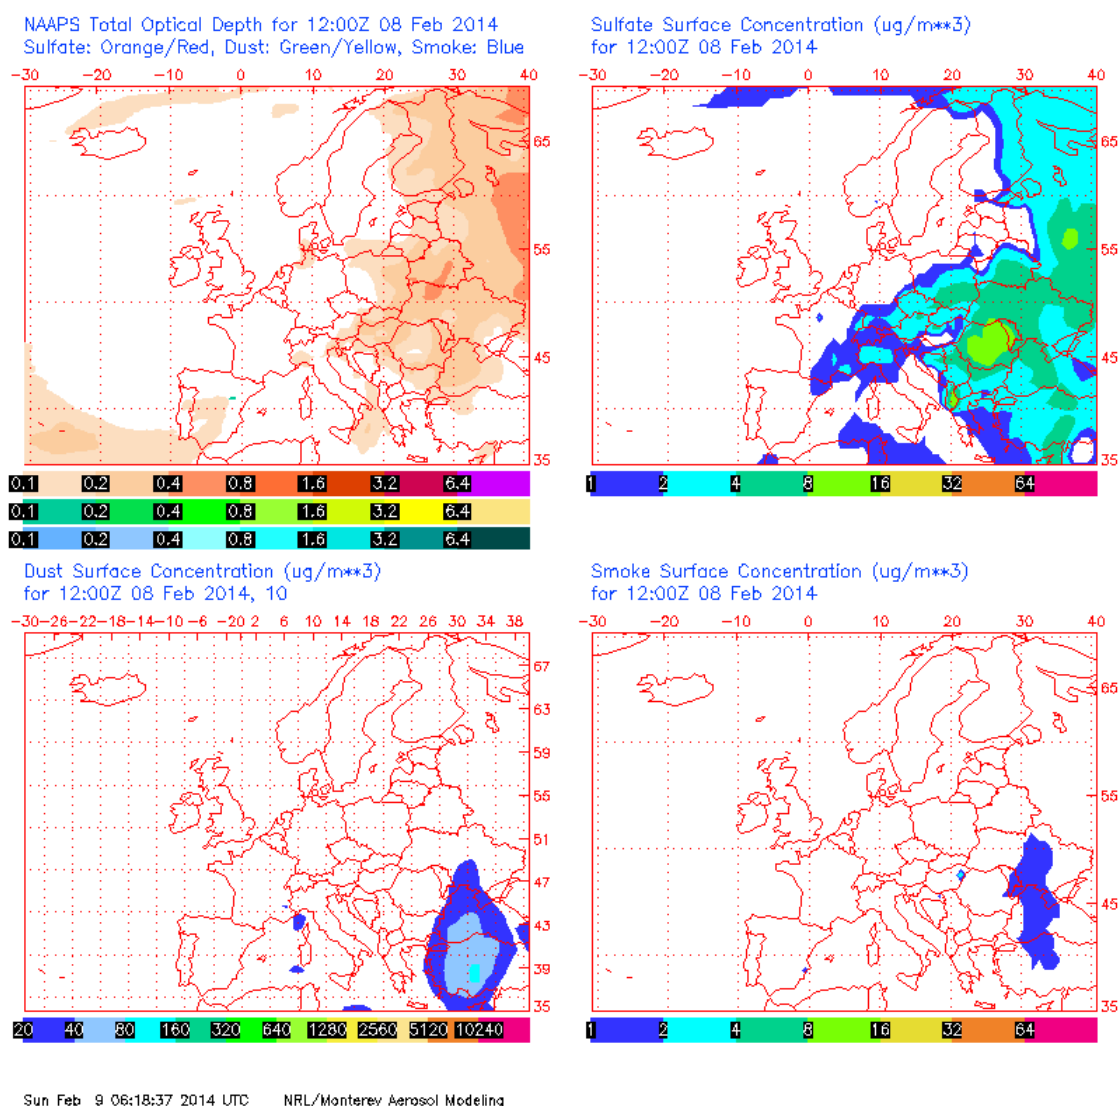 NAAPS Total Optical Depth for 12:00Z 08 Feb 2014
Sulfate: Orange/Red, Dust: Green/Yellow, Smoke: Blue
-30 -20 -10 0 10 20 30 40
65
55
45
35
0.1 0.2 0.4 0.8 1.6 3.2 6.4
0.1 0.2 0.4 0.8 1.6 3.2 6.4
0.1 0.2 0.4 0.8 1.6 3.2 6.4
Sulfate Surface Concentration (ug/m**3)
for 12:00Z 08 Feb 2014
-30 -20 -10 0 10 20 30 40
65
55
45
35
1 2 4 8 16 32 64
Dust Surface Concentration (ug/m**3)
for 12:00Z 08 Feb 2014, 10
-30-26-22-18-14-10 -6 -20 2 6 10 14 18 22 26 30 34 38
67
63
59
55
51
47
43
39
35
20 40 80 160 320 640 1280 2560 5120 10240
Smoke Surface Concentration (ug/m**3)
for 12:00Z 08 Feb 2014
-30 -20 -10 0 10 20 30 40
65
55
45
35
1 2 4 8 16 32 64
Sun Feb 9 06:18:37 2014 UTC NRL/Monterey Aerosol Modeling